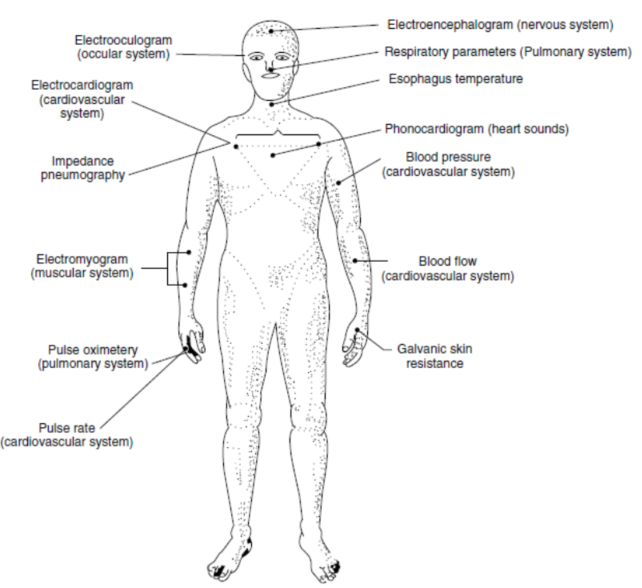 Electrooculogram
(occular system)
Electrocardiogram
(cardiovascular
system)
Impedance
pneumography
Electromyogram
(muscular system)
Pulse oximetery
(pulmonary system)
Pulse rate
(cardiovascular system)
Electroencephalogram (nervous system)
Respiratory parameters (Pulmonary system)
Esophagus temperature
Phonocardiogram (heart sounds)
Blood pressure
(cardiovascular system)
Blood flow
(cardiovascular system)
Galvanic skin
resistance